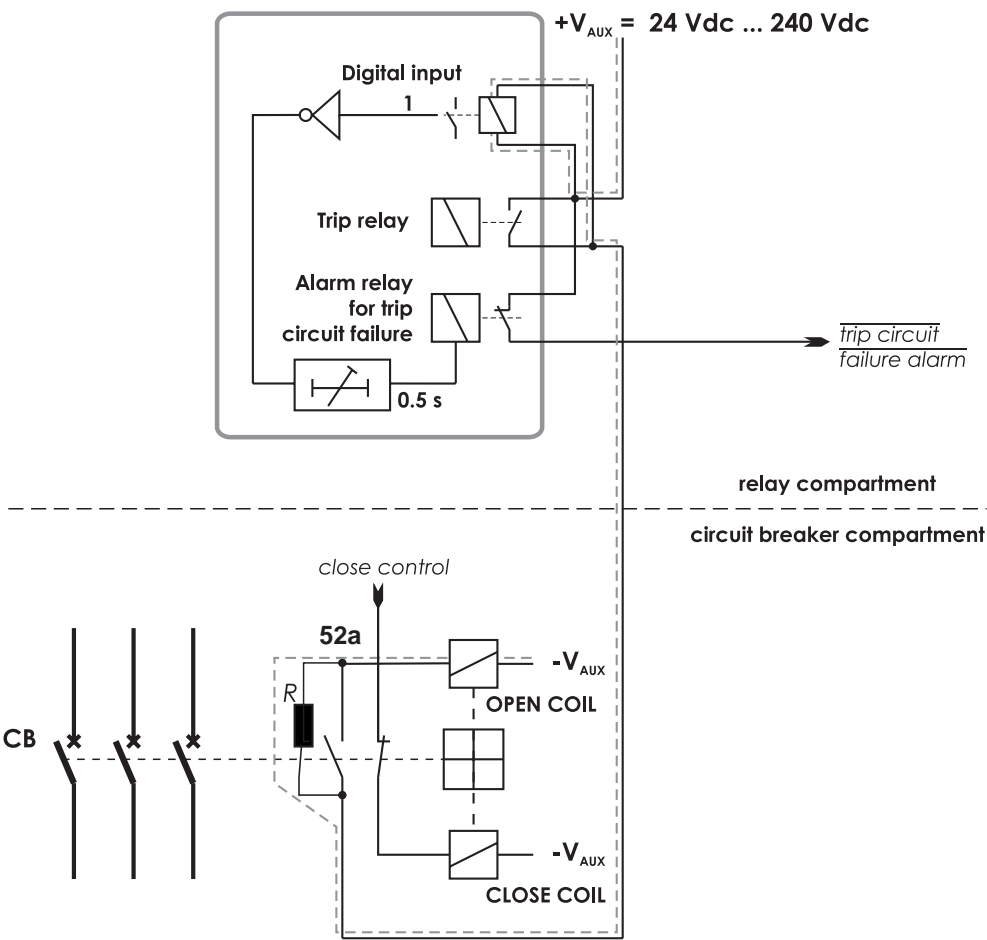 +VAUX = 24 Vdc ... 240 Vdc
Digital input
1
Trip relay
Alarm relay
for trip
circuit failure
0.5 s
trip circuit
failure alarm
relay compartment
circuit breaker compartment
close control
52a
-VAUX
R
OPEN COIL
CB
-VAUX
CLOSE COIL